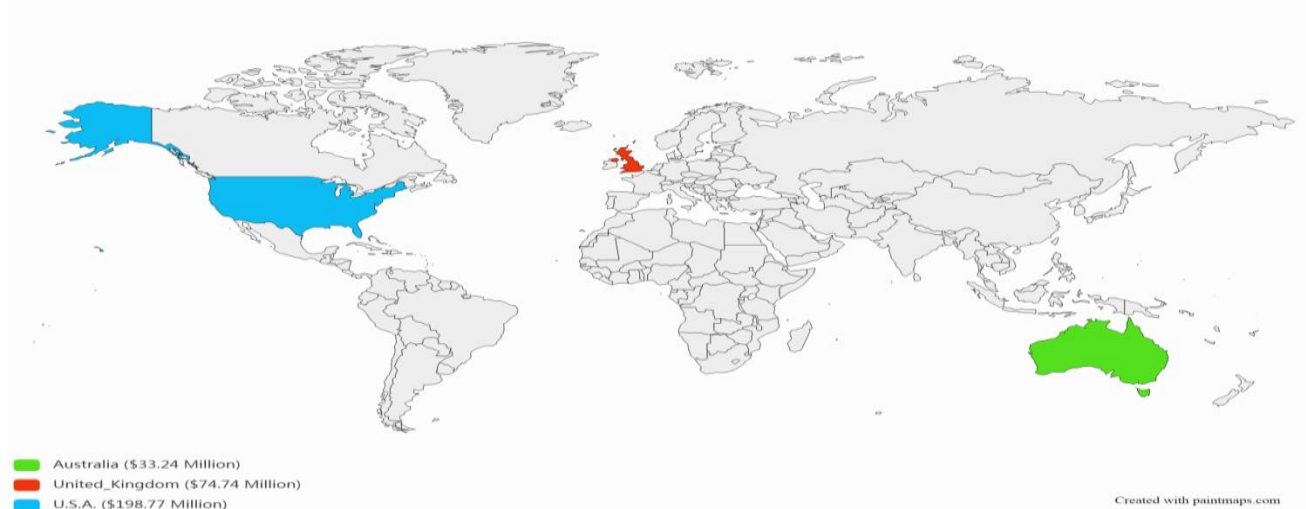 Australia ($33.24 Million)
United_Kingdom ($74.74 Million)
U.S.A. ($198.77 Million)
Created with paintmaps.com